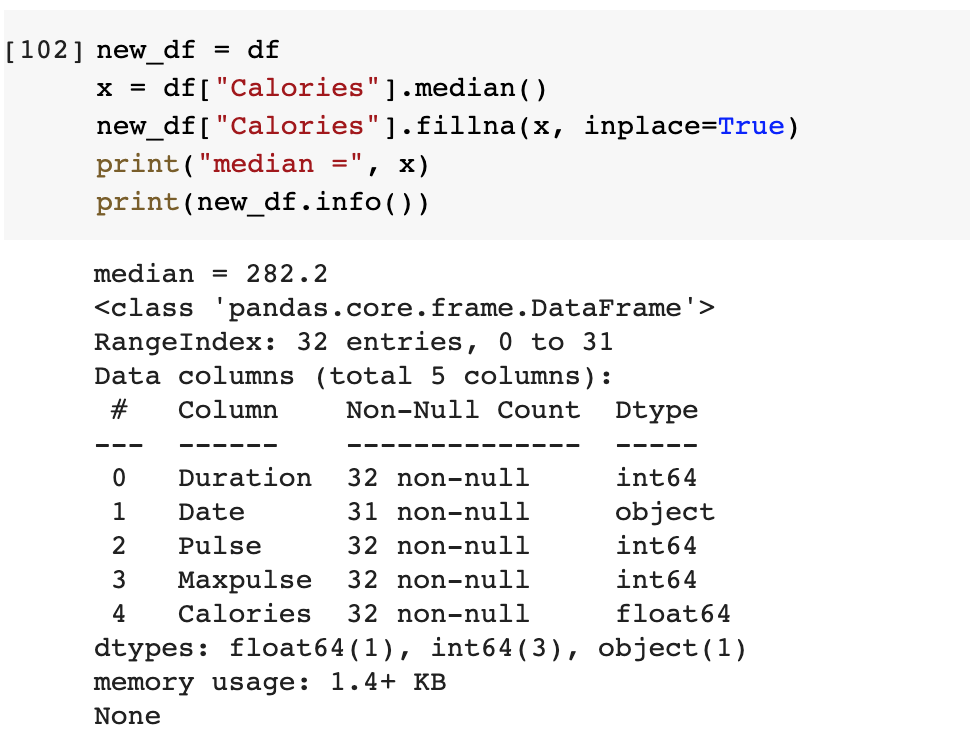 [102] new_df = df
x = df["Calories"].median()
new_df["Calories"].fillna(x, inplace=True)
print("median =", x)
print(new_df.info())
median = 282.2
<class 'pandas.core.frame.DataFrame'>
RangeIndex: 32 entries, 0 to 31
Data columns (total 5 columns):
 #   Column    Non-Null Count  Dtype
---  ------    --------------  -----
 0   Duration  32 non-null     int64
 1   Date      31 non-null     object
 2   Pulse     32 non-null     int64
 3   Maxpulse  32 non-null     int64
 4   Calories  32 non-null     float64
dtypes: float64(1), int64(3), object(1)
memory usage: 1.4+ KB
None